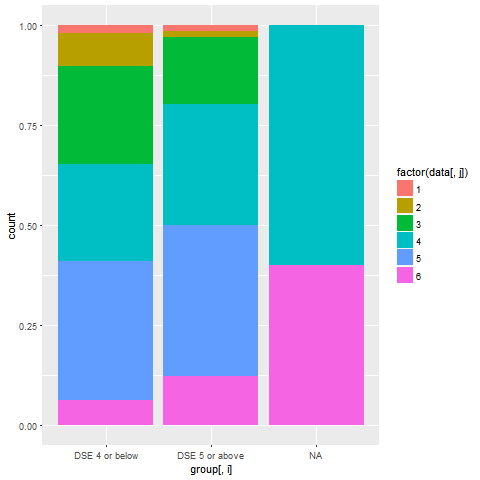 1.00
0.75
0.50
0.25
0.00
count
DSE 4 or below
DSE 5 or above
NA
group[, i]
factor(data[, j])
1
2
3
4
5
6